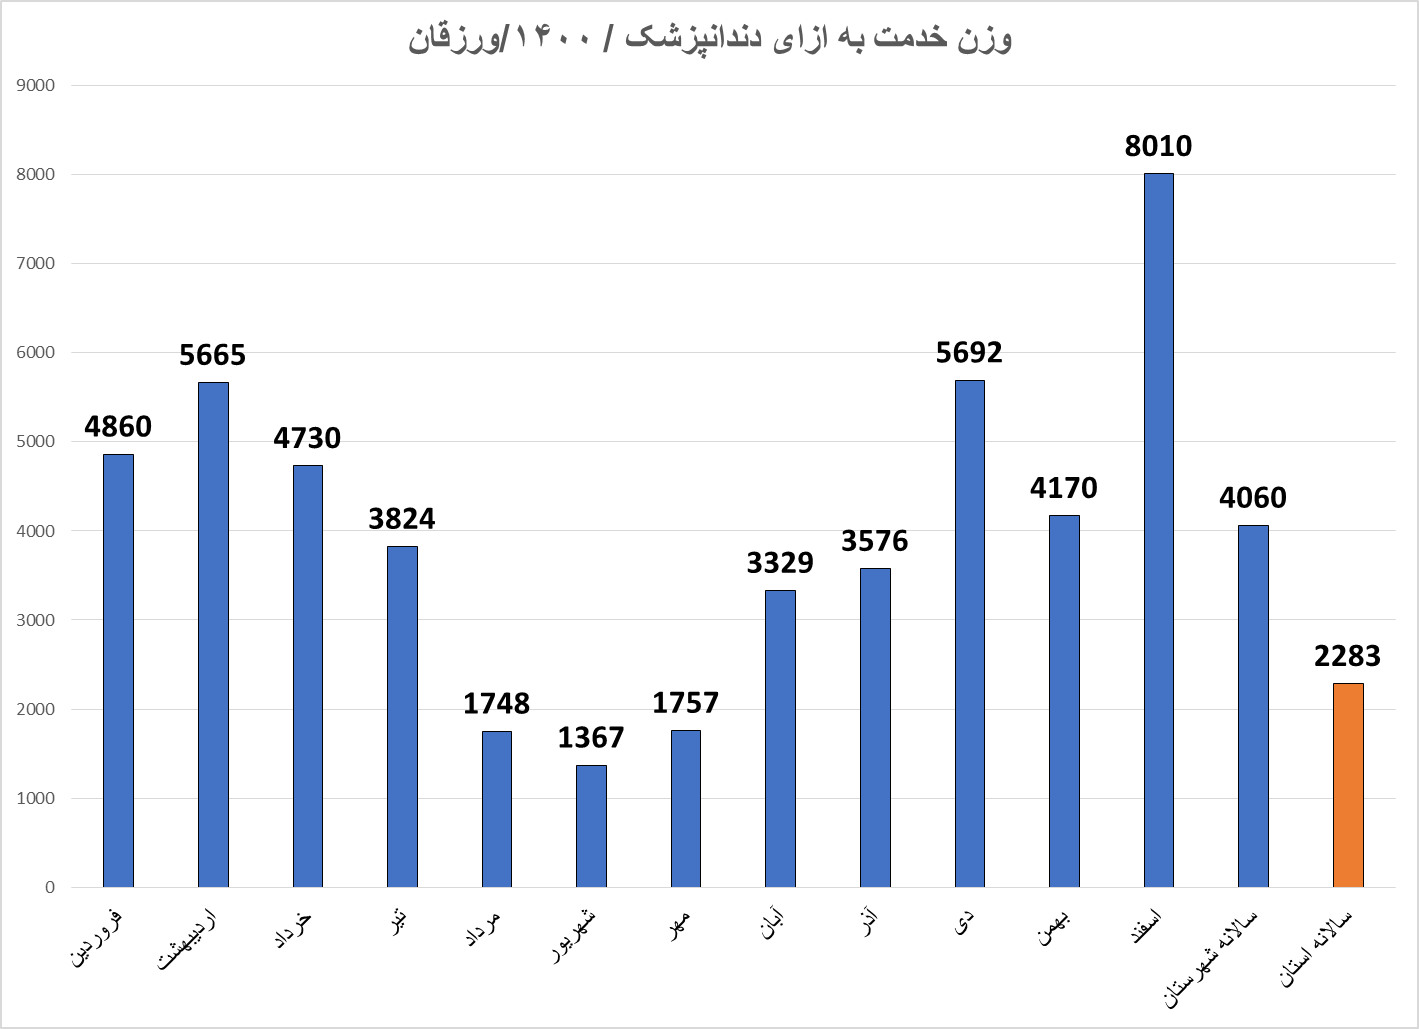 وزن خدمت به ازای دندانپزشک / ۱۴۰۰/ورزقان
9000
8000
7000
6000
5000
4000
3000
2000
1000
0
4860
5665
4730
3824
1748
1367
1757
3329
3576
5692
4170
8010
4060
2283
فروردین
اردیبهشت
خرداد
تیر
مرداد
شهریور
مهر
آبان
آذر
دی
بهمن
اسفند
سالانه شهرستان
سالانه استان